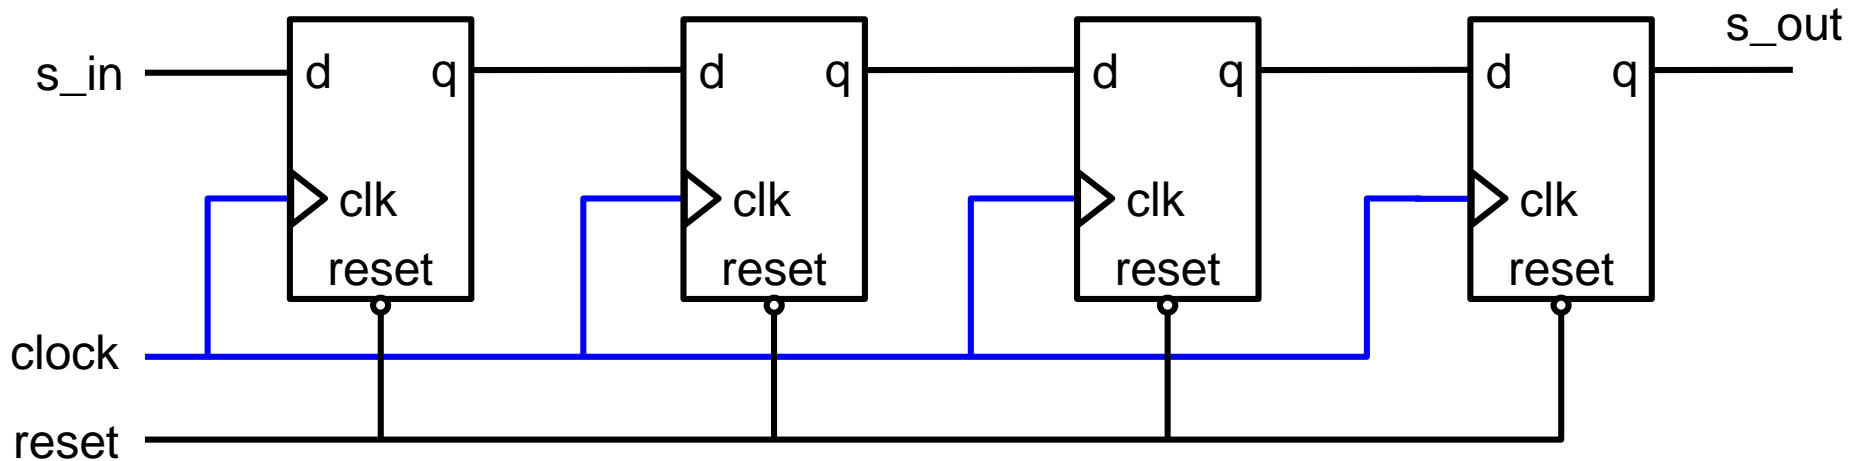 s_out
s_in d q d q d q d q
clk clk clk clk
reset reset reset reset
clock
reset